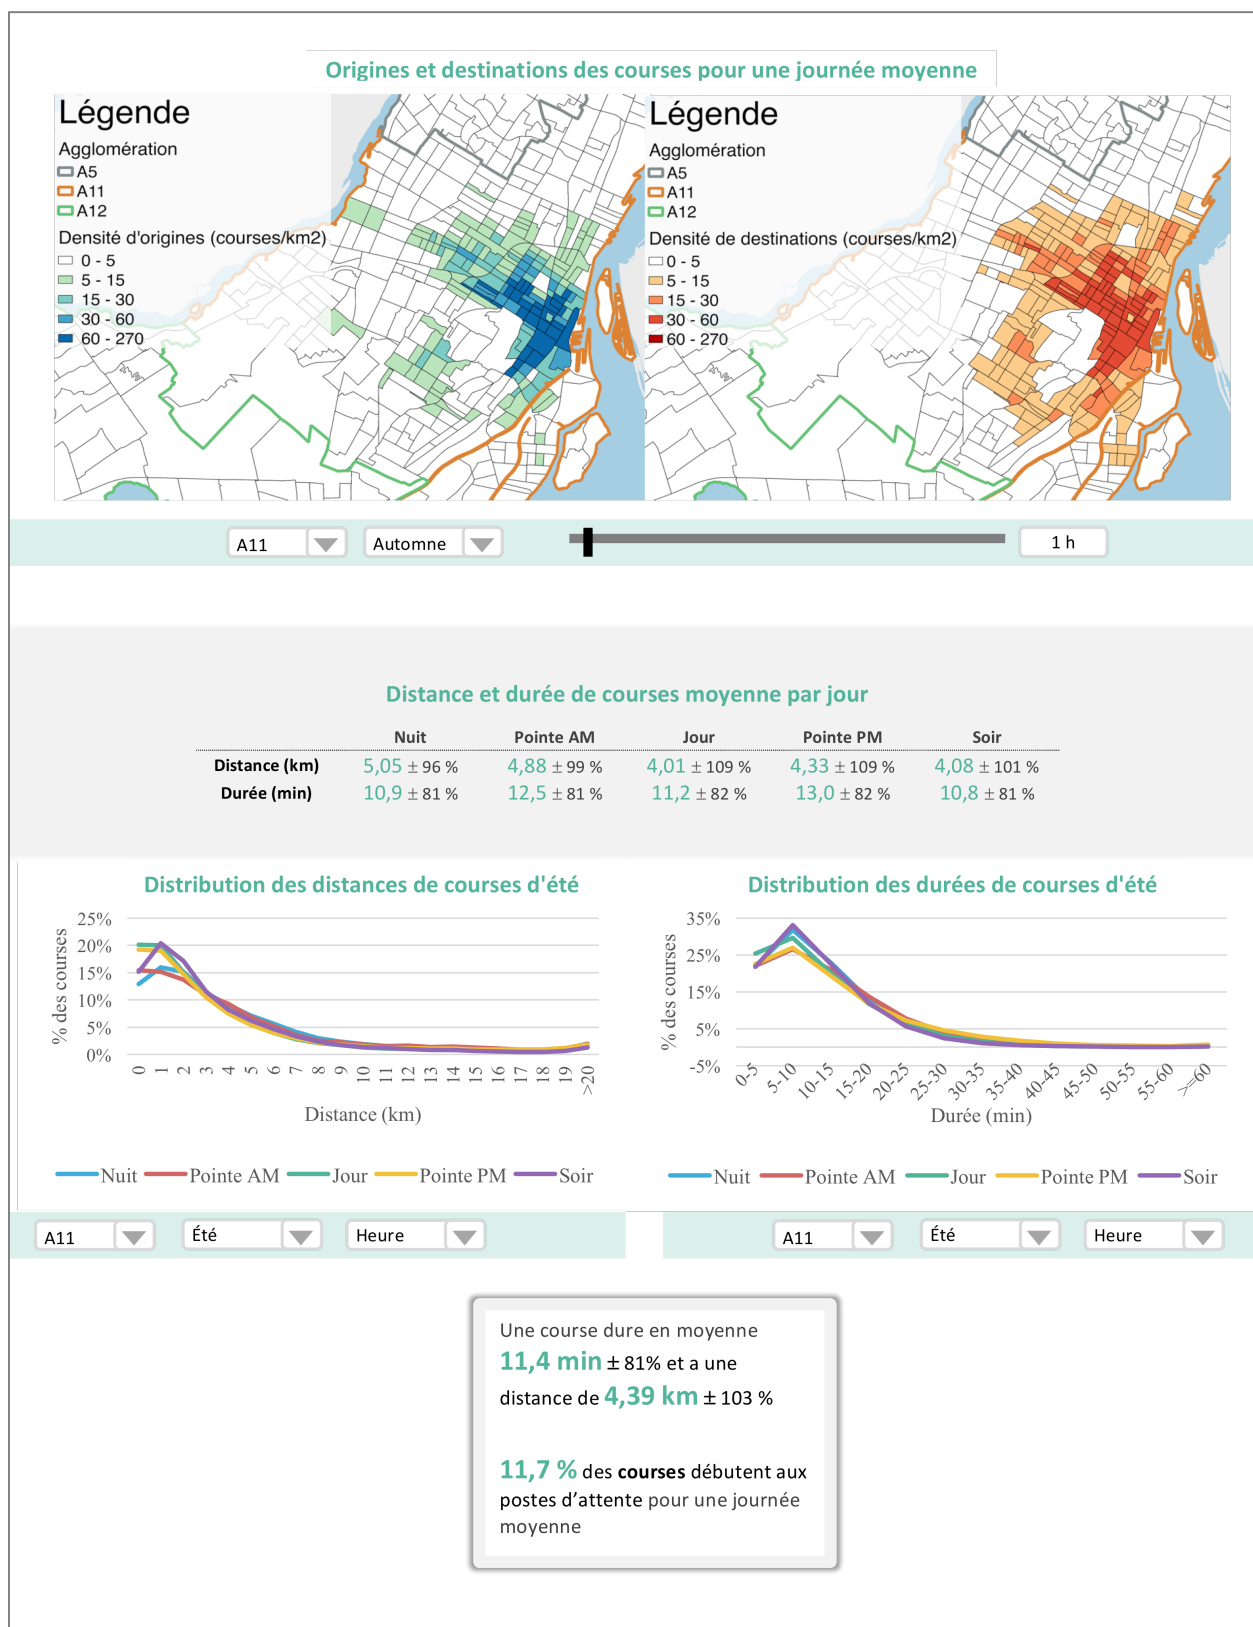 Origines et destinations des courses pour une journée moyenne
Légende
Agglomération
A5
A11
A12
Densité d'origines (courses/km2)
0 - 5
5 - 15
15 - 30
30 - 60
60 - 270
Légende
Agglomération
A5
A11
A12
Densité de destinations (courses/km2)
0 - 5
5 - 15
15 - 30
30 - 60
60 - 270
A11 Automne 1 h
Distance et durée de courses moyenne par jour
Nuit Pointe AM Jour Pointe PM Soir
Distance (km) 5,05 ± 96 % 4,88 ± 99 % 4,01 ± 109 % 4,33 ± 109 % 4,08 ± 101 %
Durée (min) 10,9 ± 81 % 12,5 ± 81 % 11,2 ± 82 % 13,0 ± 82 % 10,8 ± 81 %
Distribution des distances de courses d'été
% des courses
25%
20%
15%
10%
5%
0%
0 1 2 3 4 5 6 7 8 9 10 11 12 13 14 15 16 17 18 19 >20
Distance (km)
Nuit Pointe AM Jour Pointe PM Soir
Distribution des durées de courses d'été
% des courses
35%
25%
15%
5%
-5%
0-5 5-10 10-15 15-20 20-25 25-30 30-35 35-40 40-45 45-50 50-55 55-60 >=60
Durée (min)
Nuit Pointe AM Jour Pointe PM Soir
A11 Été Heure
A11 Été Heure
Une course dure en moyenne
11,4 min ± 81% et a une
distance de 4,39 km ± 103 %
11,7 % des courses débutent aux
postes d’attente pour une journée
moyenne